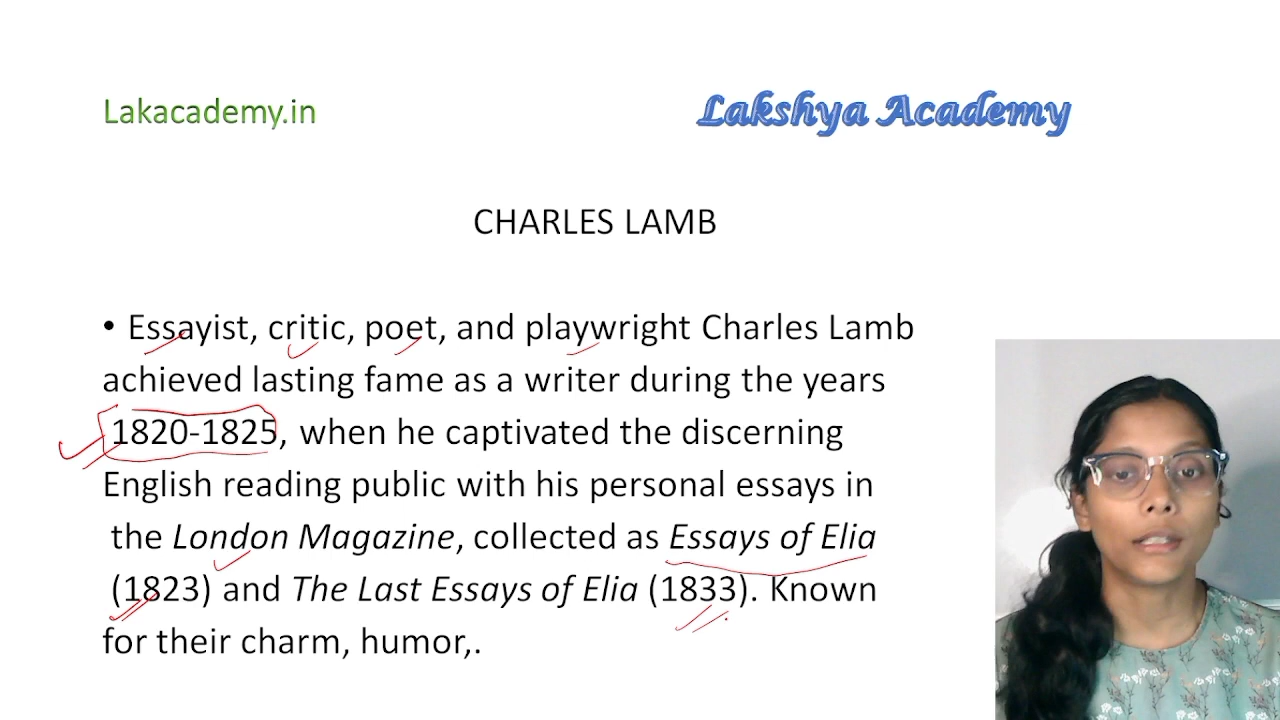 Lakacademy.in
Lakshya Academy
CHARLES LAMB
• Essayist, critic, poet, and playwright Charles Lamb
achieved lasting fame as a writer during the years
1820-1825, when he captivated the discerning
English reading public with his personal essays in
the London Magazine, collected as Essays of Elia
(1823) and The Last Essays of Elia (1833). Known
for their charm, humor,.